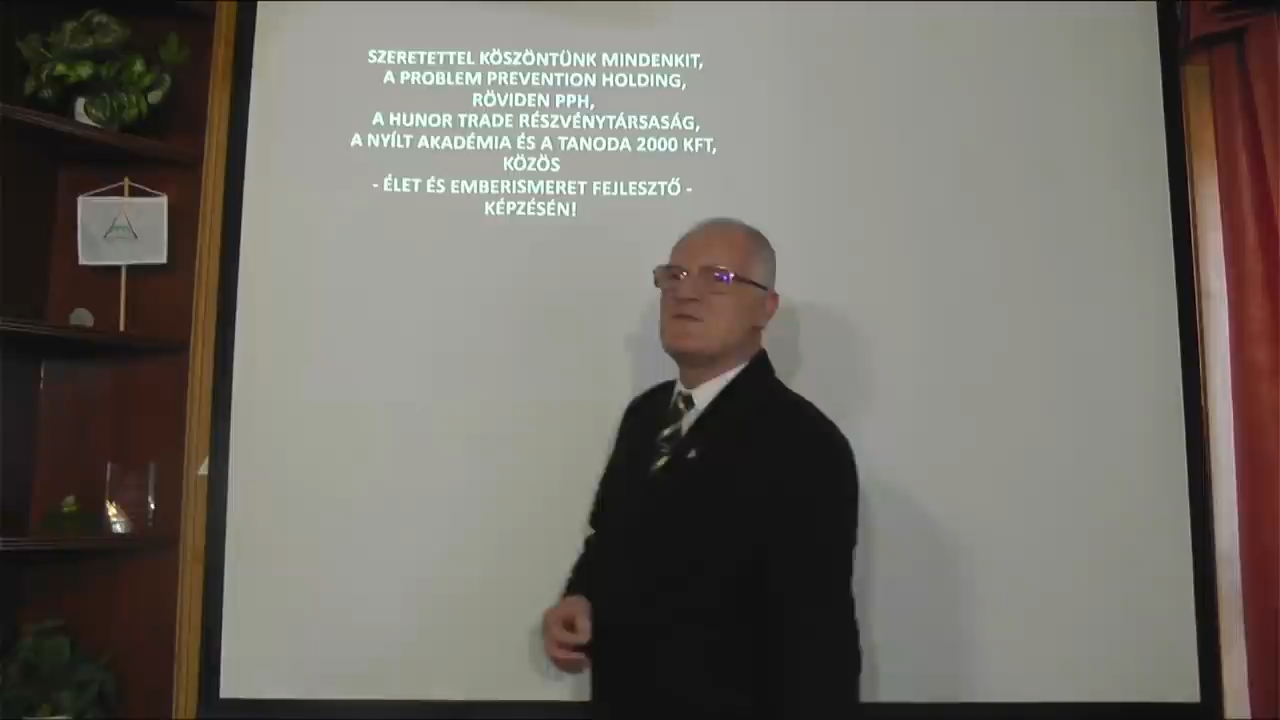 SZERETETTEL KÖSZÖNTÜNK MINDENKIT,
A PROBLEM PREVENTION HOLDING,
RÖVIDEN PPH,
A HUNOR TRADE RÉSZVÉNYTÁRSASÁG,
A NYÍLT AKADÉMIA ÉS A TANODA 2000 KFT,
KÖZÖS
- ÉLET ÉS EMBERISMERET FEJLESZTŐ -
KÉPZÉSÉN!